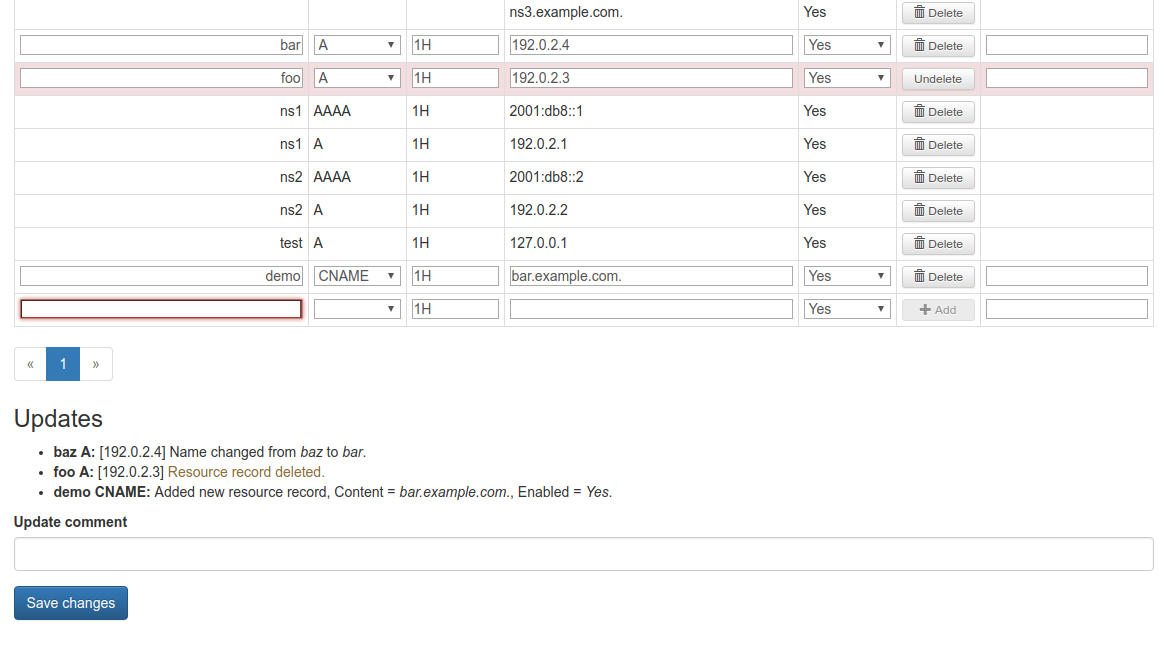 ns3.example.com. Yes Delete
bar A 1H 192.0.2.4 Yes Delete
foo A 1H 192.0.2.3 Yes Undelete
ns1 AAAA 1H 2001:db8::1 Yes Delete
ns1 A 1H 192.0.2.1 Yes Delete
ns2 AAAA 1H 2001:db8::2 Yes Delete
ns2 A 1H 192.0.2.2 Yes Delete
test A 1H 127.0.0.1 Yes Delete
demo CNAME 1H bar.example.com. Yes Delete
1H Yes Add
« 1 »
Updates
• baz A: [192.0.2.4] Name changed from baz to bar.
• foo A: [192.0.2.3] Resource record deleted.
• demo CNAME: Added new resource record, Content = bar.example.com., Enabled = Yes.
Update comment
Save changes